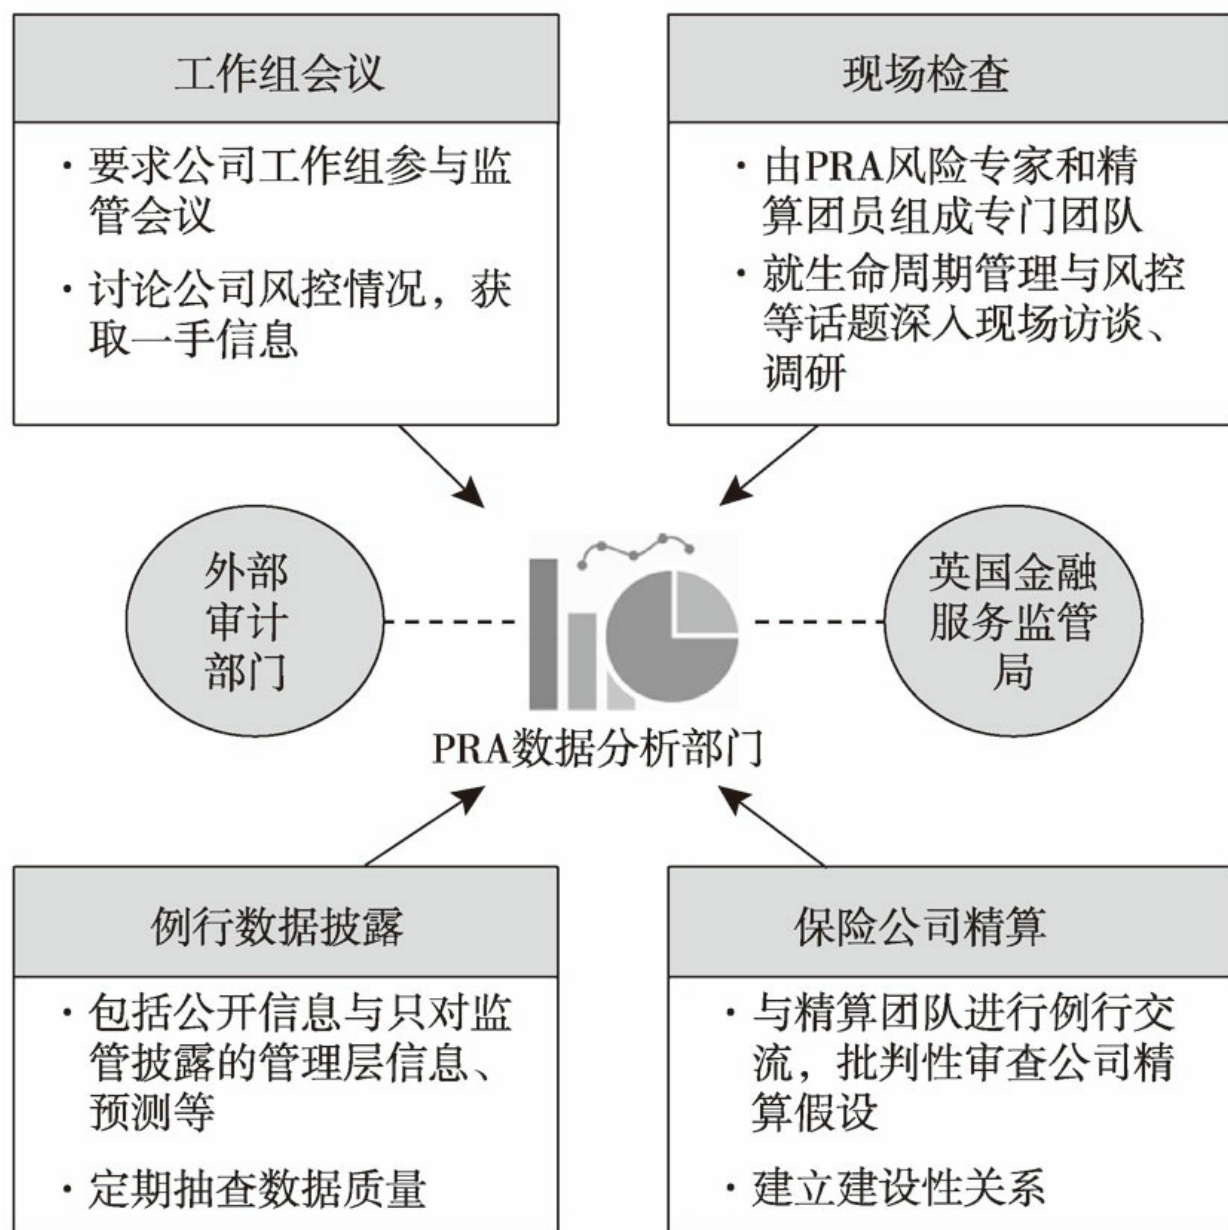 工作组会议
·要求公司工作组参与监
管会议
·讨论公司风控情况，获
取一手信息
现场检查
·由PRA风险专家和精
算团员组成专门团队
·就生命周期管理与风控
等话题深入现场访谈、
调研
外部
审计
部门
英国金融
服务监管
局
PRA数据分析部门
例行数据披露
·包括公开信息与只对监
管披露的管理层信息、
预测等
·定期抽查数据质量
保险公司精算
·与精算团队进行例行交
流，批判性审查公司精
算假设
·建立建设性关系